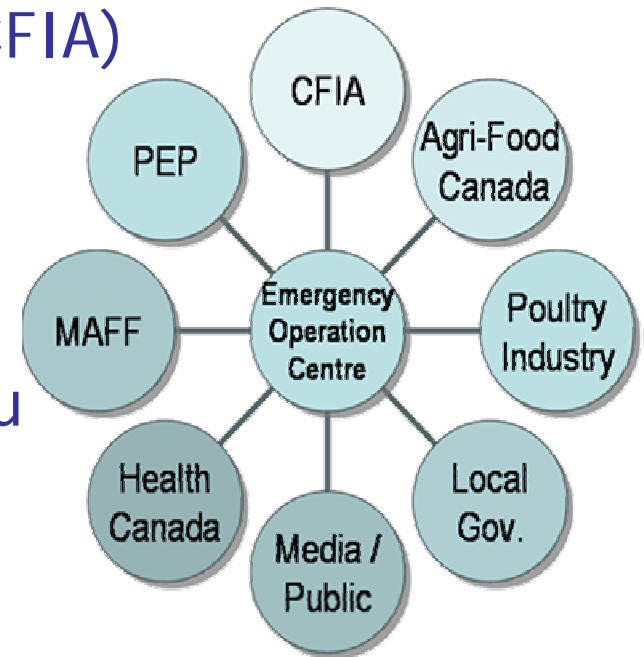 CFIA)
CFIA
PEP
Agri-Food
Canada
MAFF
Emergency
Operation
Centre
Poultry
Industry
u
Health
Canada
Local
Gov.
Media /
Public